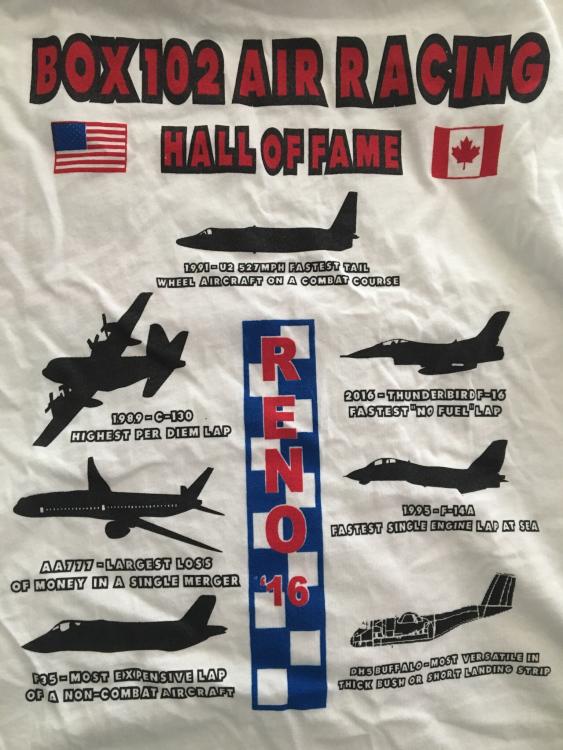 BOX102 AIR RACING
HALL OF FAME
1991 - U2 527MPH FASTEST TAIL
WHEEL AIRCRAFT ON A COMBAT COURSE
1989 - C-130
HIGHEST PER DIEM LAP
2016 - THUNDERBIRD F-16
FASTEST "NO FUEL" LAP
1995 - F-14A
FASTEST SINGLE ENGINE LAP AT SEA
AA777 - LARGEST LOSS
OF MONEY IN A SINGLE MERGER
RENO
'16
F35 - MOST EXPENSIVE LAP
OF A NON-COMBAT AIRCRAFT
DH5 BUFFALO - MOST VERSATILE IN
THICK BUSH OR SHORT LANDING STRIP